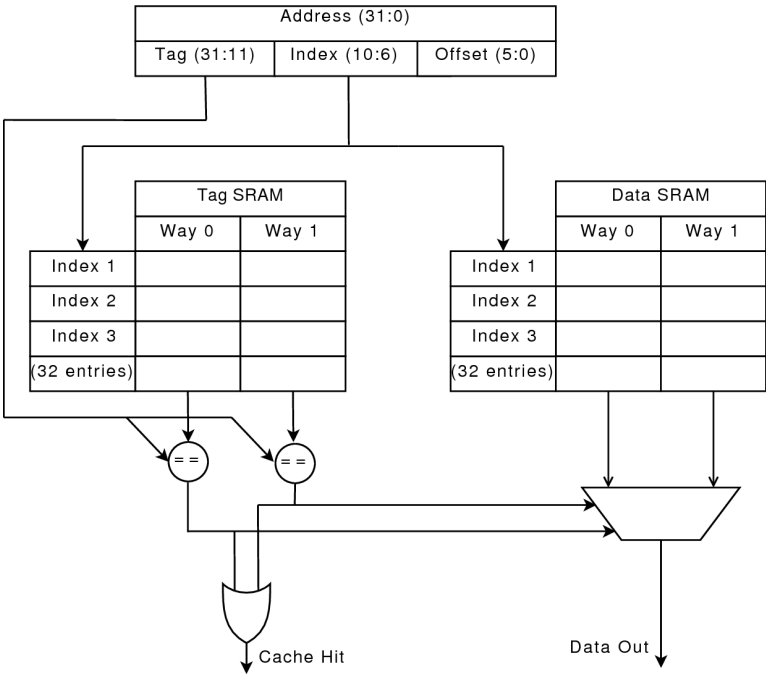 Address (31:0)
Tag (31:11) Index (10:6) Offset (5:0)
Tag SRAM
Way 0 Way 1
Index 1
Index 2
Index 3
(32 entries)
Data SRAM
Way 0 Way 1
Index 1
Index 2
Index 3
(32 entries)
==
==
Cache Hit
Data Out